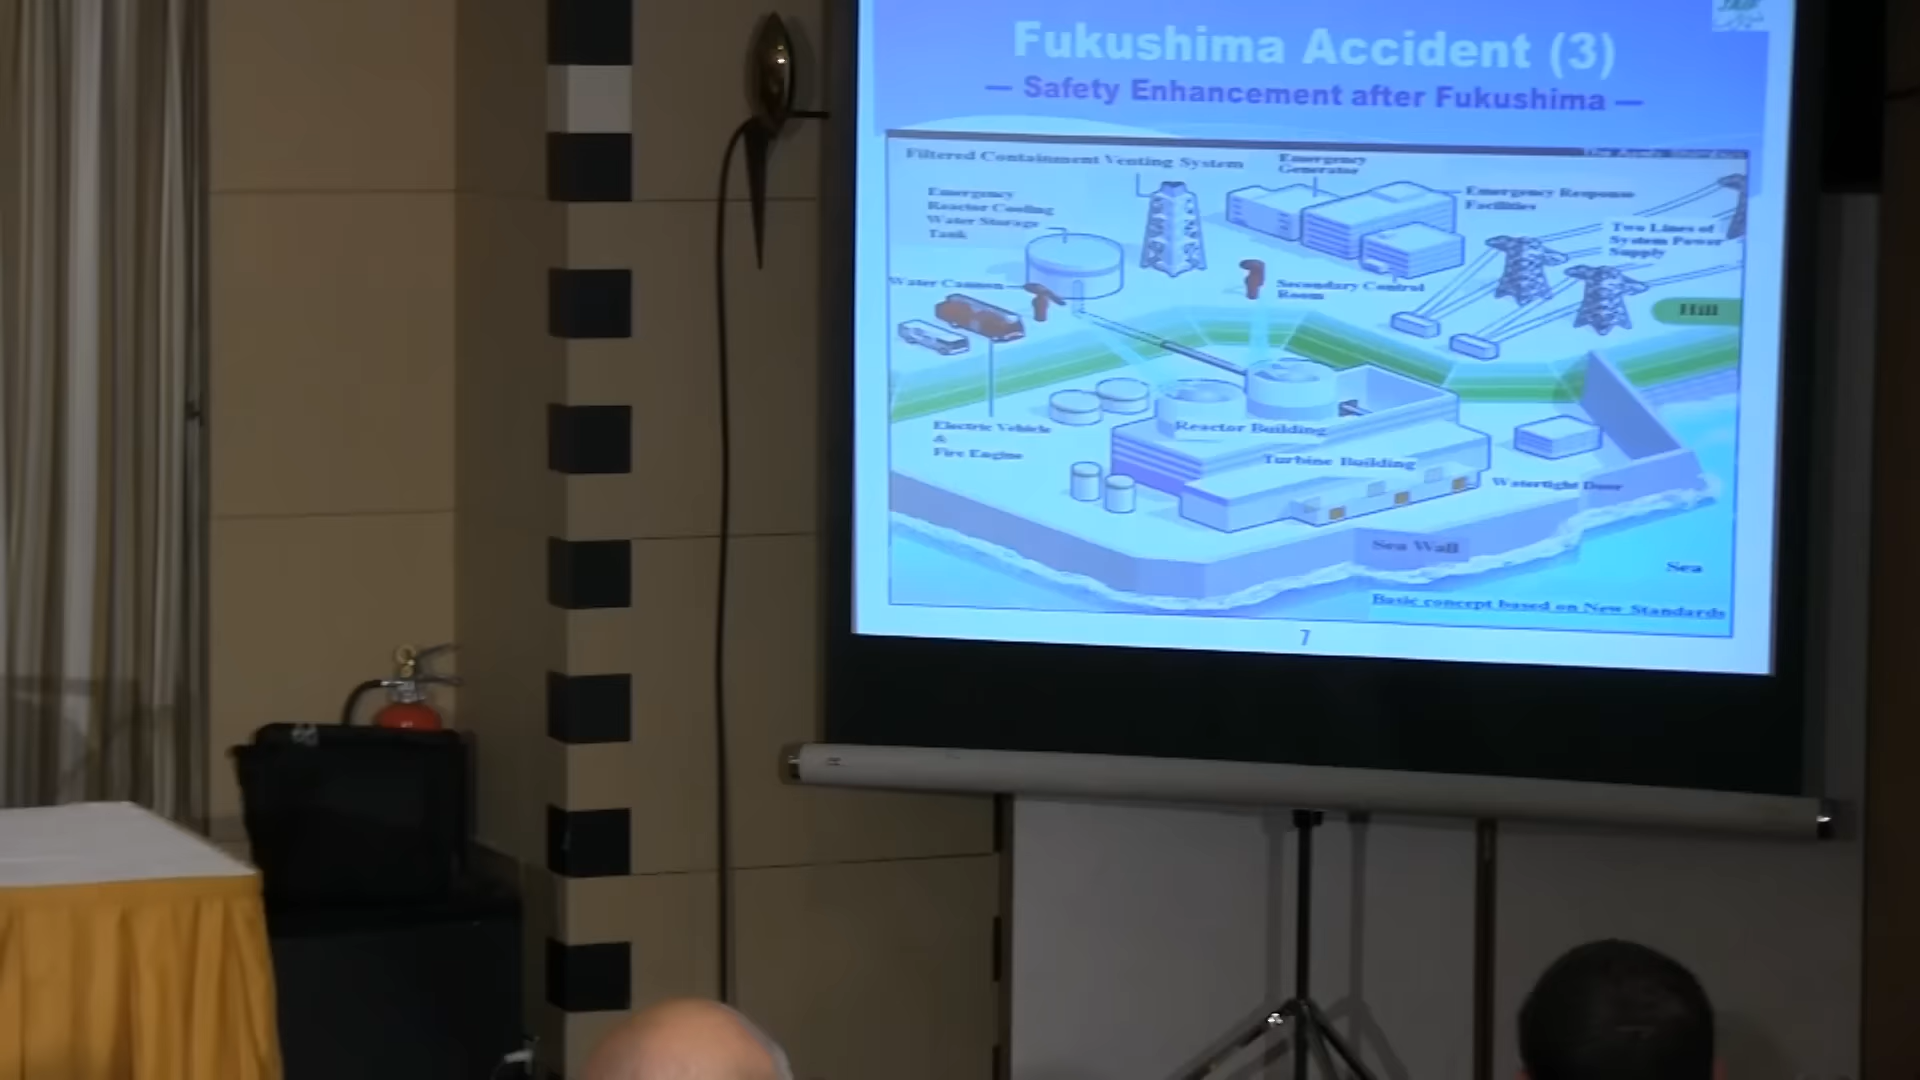 Fukushima Accident (3)
— Safety Enhancement after Fukushima —
Filtered Containment Venting System
Emergency
Generator
Emergency
Reactor Cooling
Water Storage
Tank
Emergency Response
Facilities
Two Lines of
System Power
Supply
Water Cannon
Secondary Control
Room
Hill
Electric Vehicle
&
Fire Engine
Reactor Building
Turbine Building
Watertight Door
Sea Wall
Sea
Basic concept based on New Standards
7